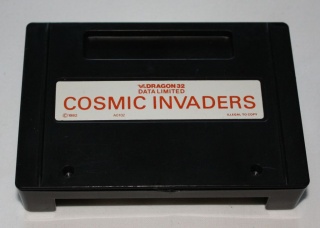 DRAGON 32
DATA LIMITED
COSMIC INVADERS